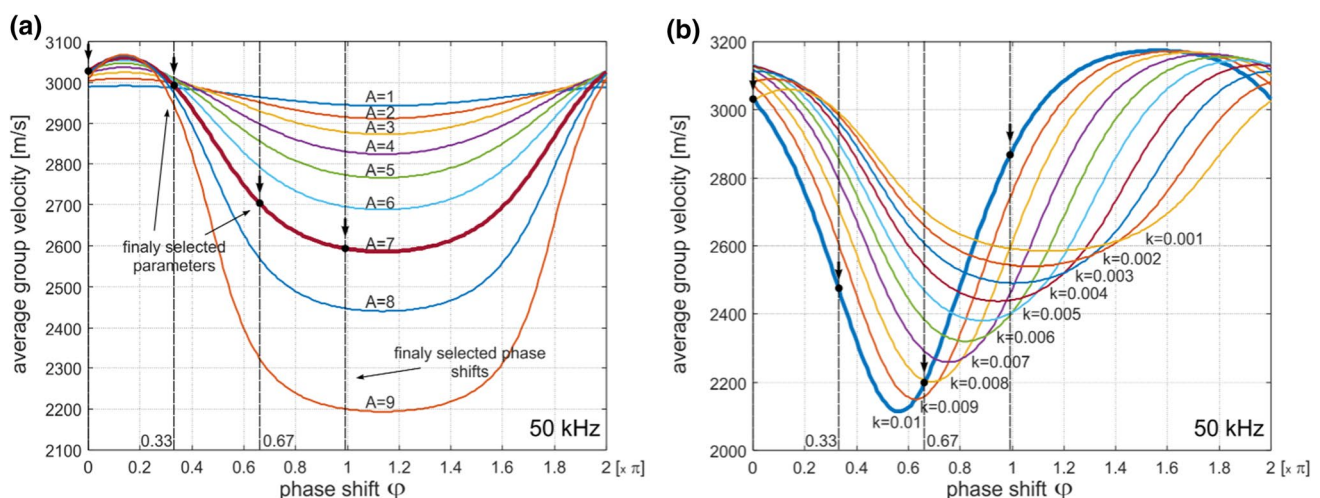 (a)
3100
3000
2900
2800
2700
2600
2500
2400
2300
2200
2100
average group velocity [m/s]
A=1
A=2
A=3
A=4
A=5
A=6
A=7
A=8
A=9
finaly selected
parameters
finaly selected phase
shifts
50 kHz
0.33
0.67
0 0.2 0.4 0.6 0.8 1 1.2 1.4 1.6 1.8 2 [× π]
phase shift φ
(b)
3200
3000
2800
2600
2400
2200
2000
average group velocity [m/s]
k=0.001
k=0.002
k=0.003
k=0.004
k=0.005
k=0.006
k=0.007
k=0.008
k=0.009
k=0.01
50 kHz
0.33
0.67
0 0.2 0.4 0.6 0.8 1 1.2 1.4 1.6 1.8 2 [× π]
phase shift φ